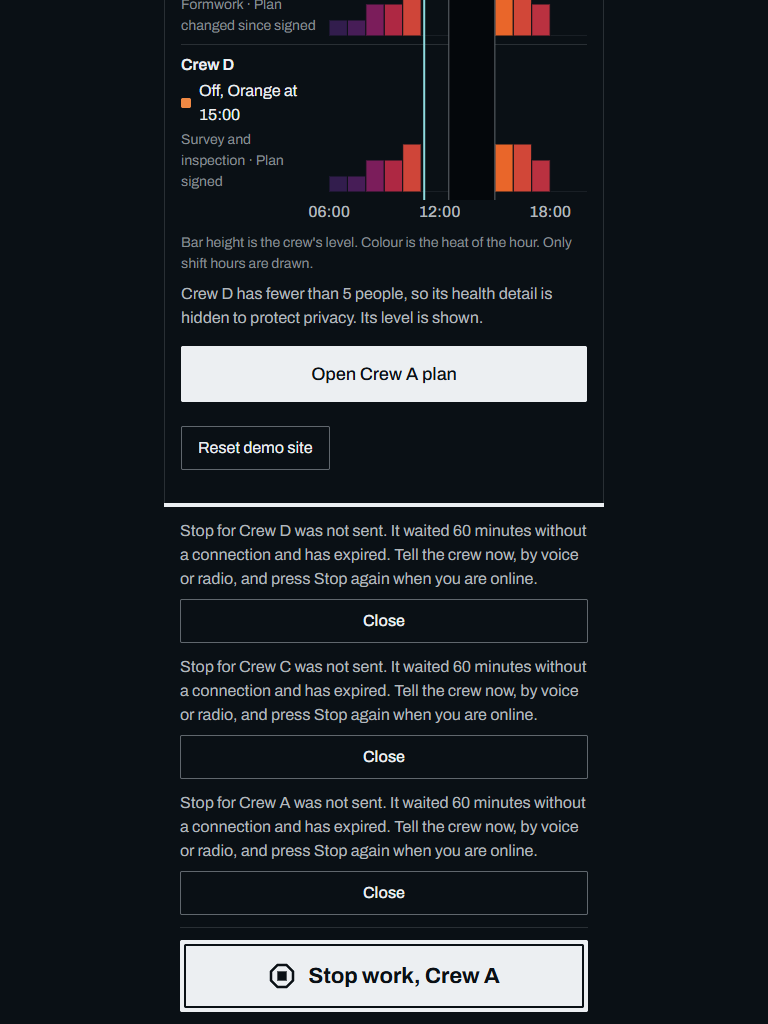 Formwork · Plan
changed since signed
Crew D
Off, Orange at
15:00
Survey and
inspection · Plan
signed
06:00 12:00 18:00
Bar height is the crew's level. Colour is the heat of the hour. Only
shift hours are drawn.
Crew D has fewer than 5 people, so its health detail is
hidden to protect privacy. Its level is shown.
Open Crew A plan
Reset demo site
Stop for Crew D was not sent. It waited 60 minutes without
a connection and has expired. Tell the crew now, by voice
or radio, and press Stop again when you are online.
Close
Stop for Crew C was not sent. It waited 60 minutes without
a connection and has expired. Tell the crew now, by voice
or radio, and press Stop again when you are online.
Close
Stop for Crew A was not sent. It waited 60 minutes without
a connection and has expired. Tell the crew now, by voice
or radio, and press Stop again when you are online.
Close
Stop work, Crew A